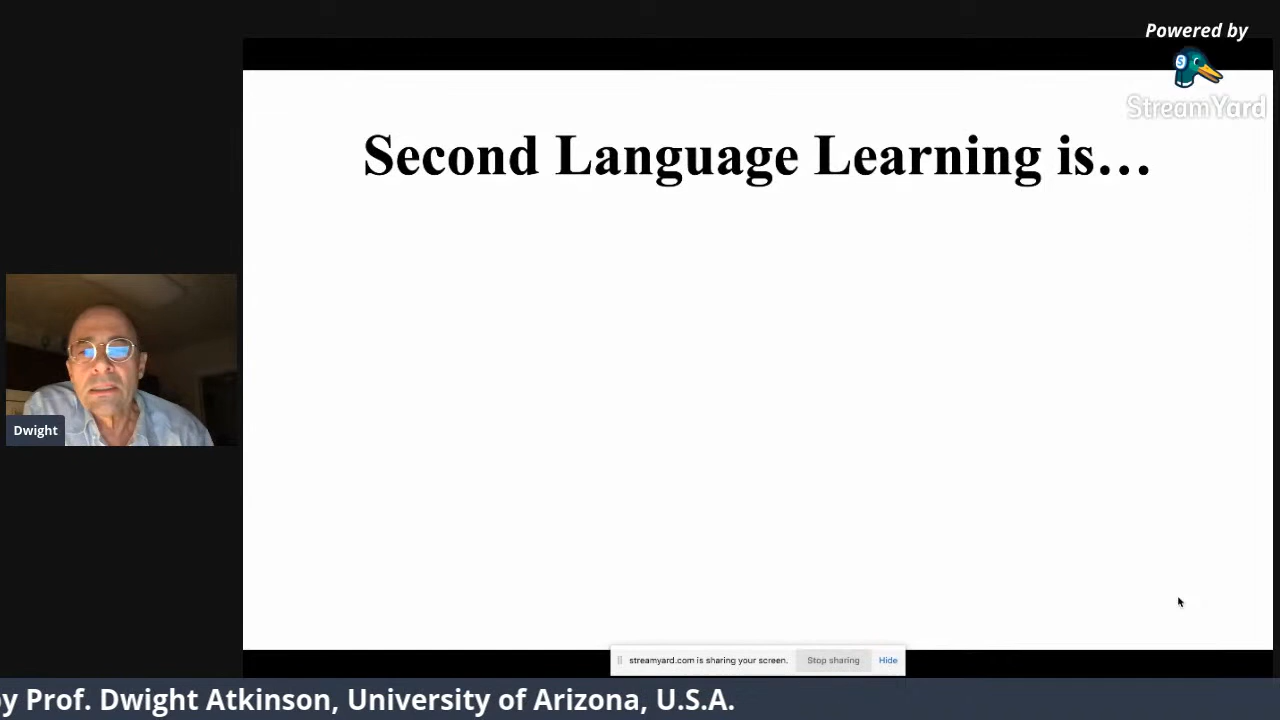 Powered by
S
StreamYard
Second Language Learning is...
Dwight
streamyard.com is sharing your screen. Stop sharing Hide
y Prof. Dwight Atkinson, University of Arizona, U.S.A.